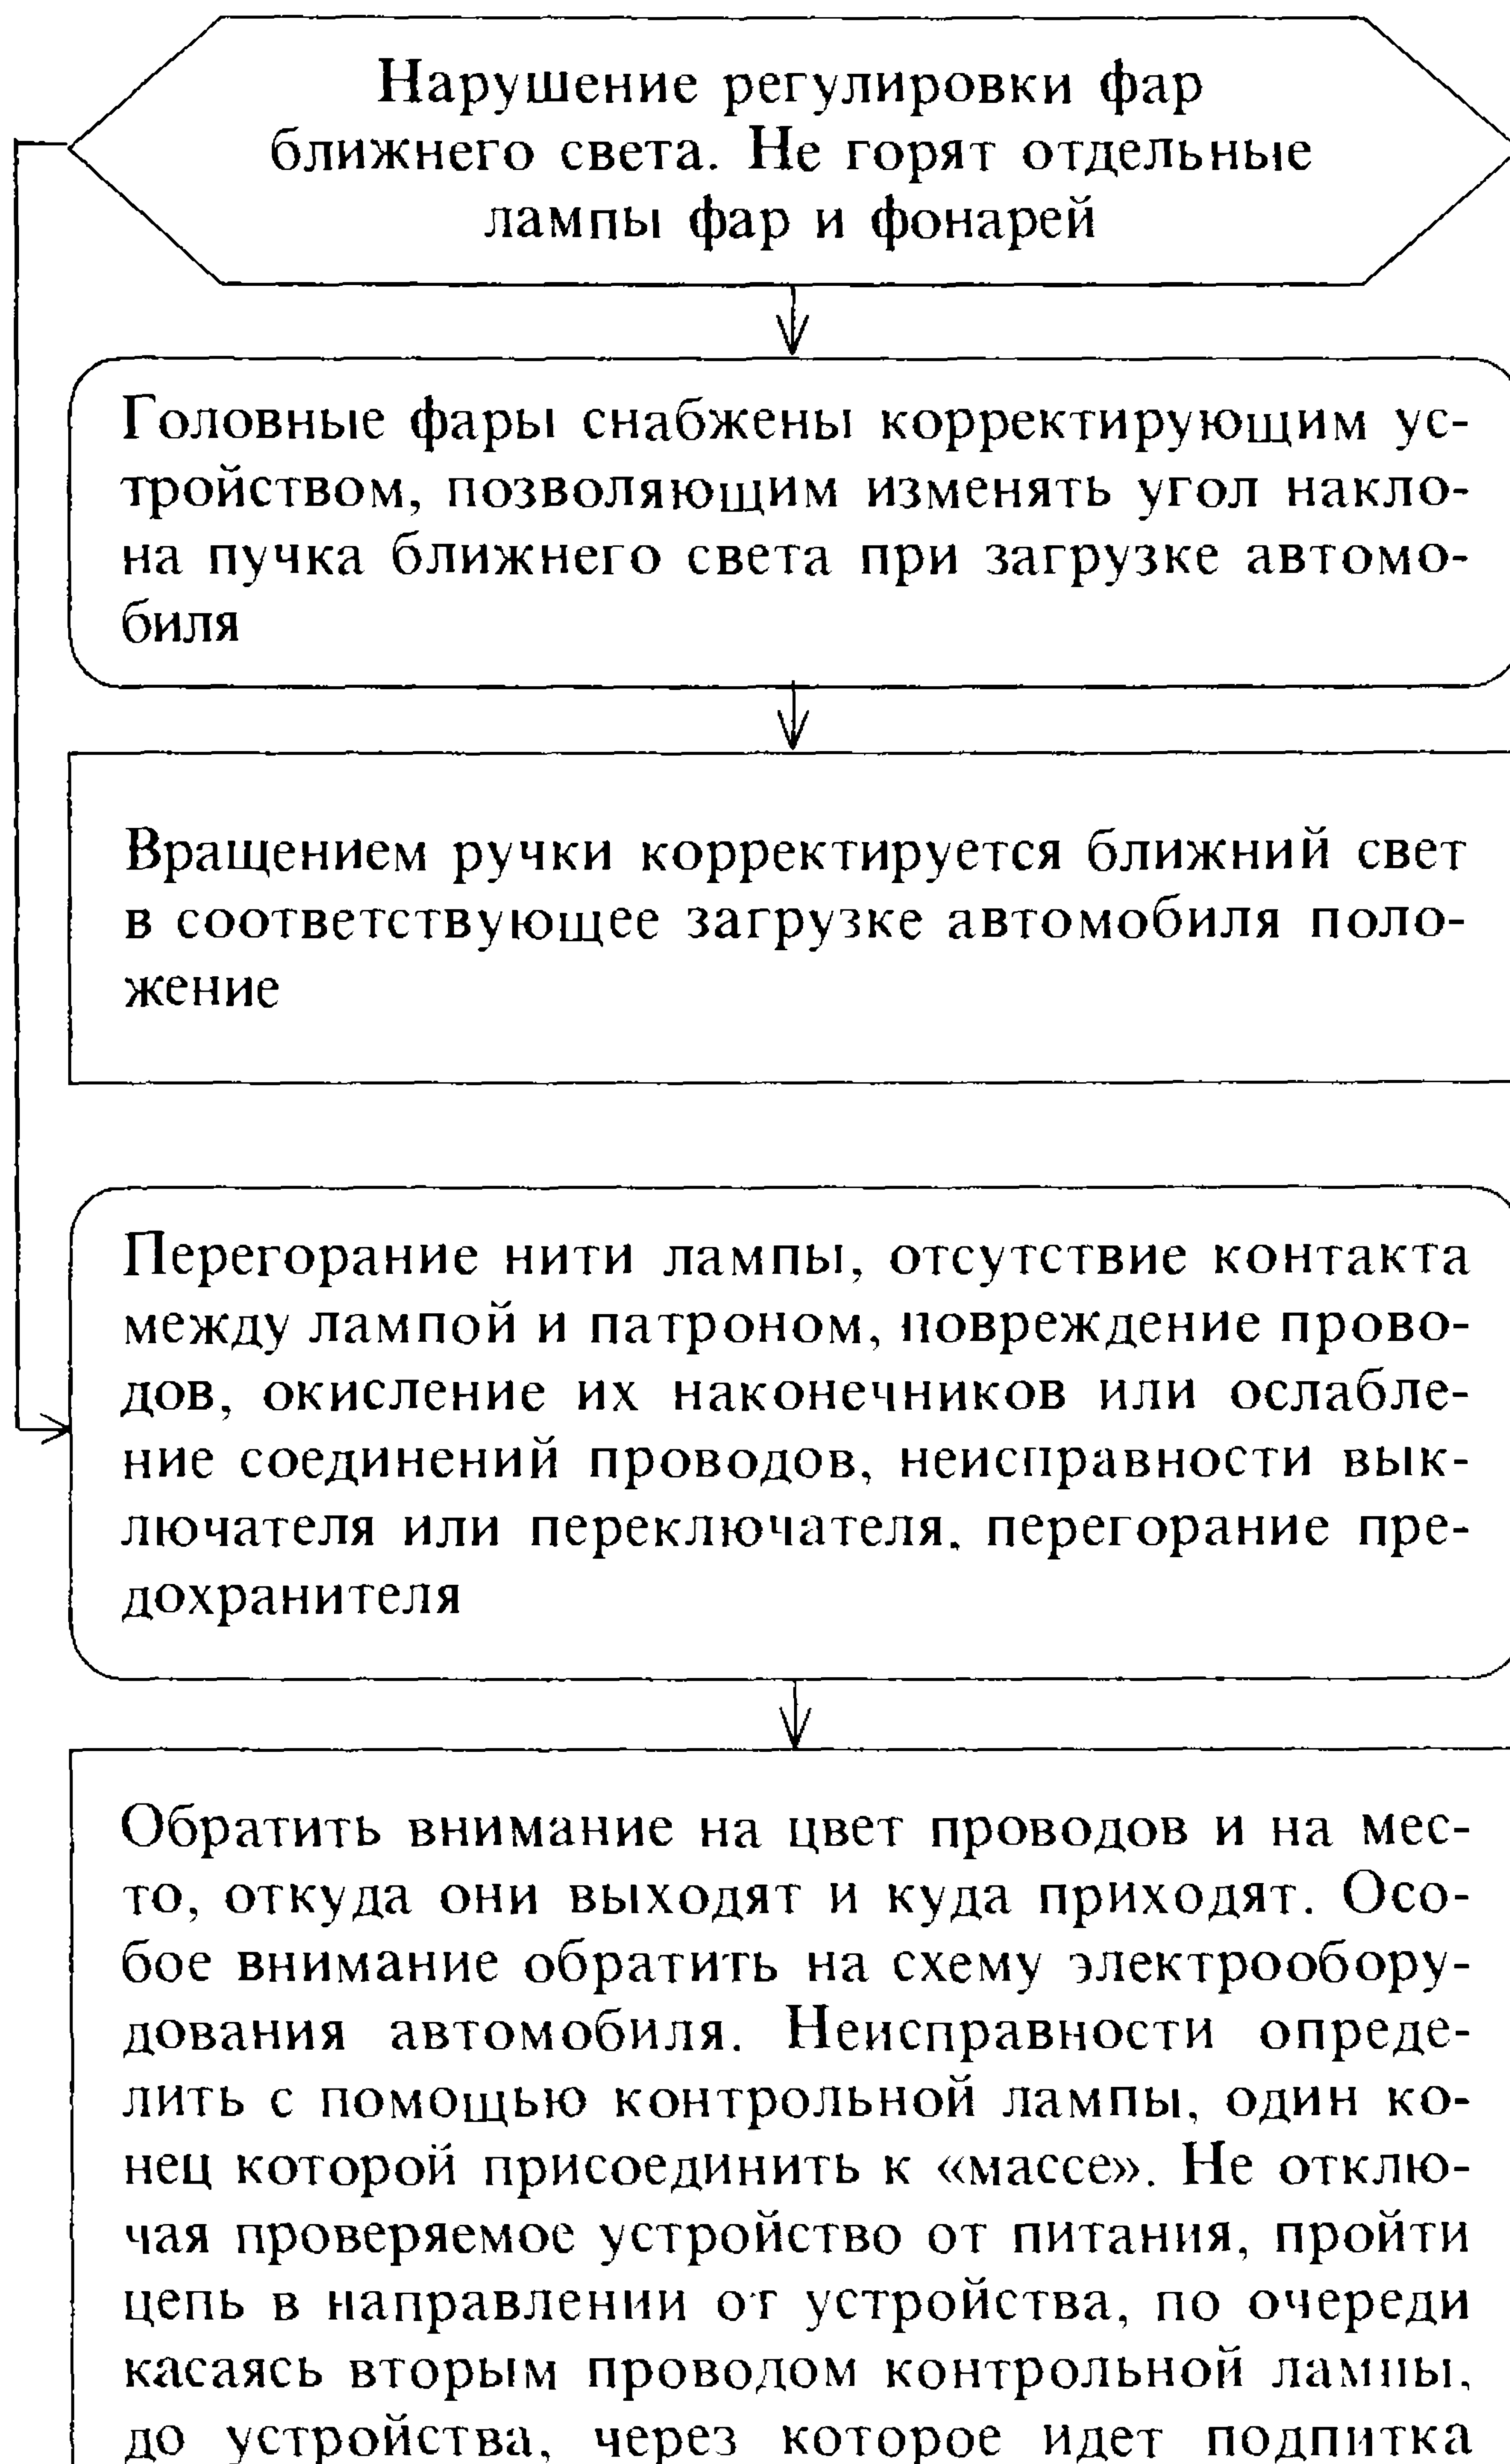 Нарушение регулировки фар
ближнего света. Не горят отдельные
лампы фар и фонарей
Головные фары снабжены корректирующим ус-
тройством, позволяющим изменять угол накло-
на пучка ближнего света при загрузке автомо-
биля
Вращением ручки корректируется ближний свет
в соответствующее загрузке автомобиля поло-
жение
Перегорание нити лампы, отсутствие контакта
между лампой и патроном, повреждение прово-
дов, окисление их наконечников или ослабле-
ние соединений проводов, неисправности вык-
лючателя или переключателя, перегорание пре-
дохранителя
Обратить внимание на цвет проводов и на мес-
то, откуда они выходят и куда приходят. Осо-
бое внимание обратить на схему электрообору-
дования автомобиля. Неисправности опреде-
лить с помощью контрольной лампы, один ко-
нец которой присоединить к «массе». Не отклю-
чая проверяемое устройство от питания, пройти
цепь в направлении от устройства, по очереди
касаясь вторым проводом контрольной лампы,
до устройства, через которое идет подпитка